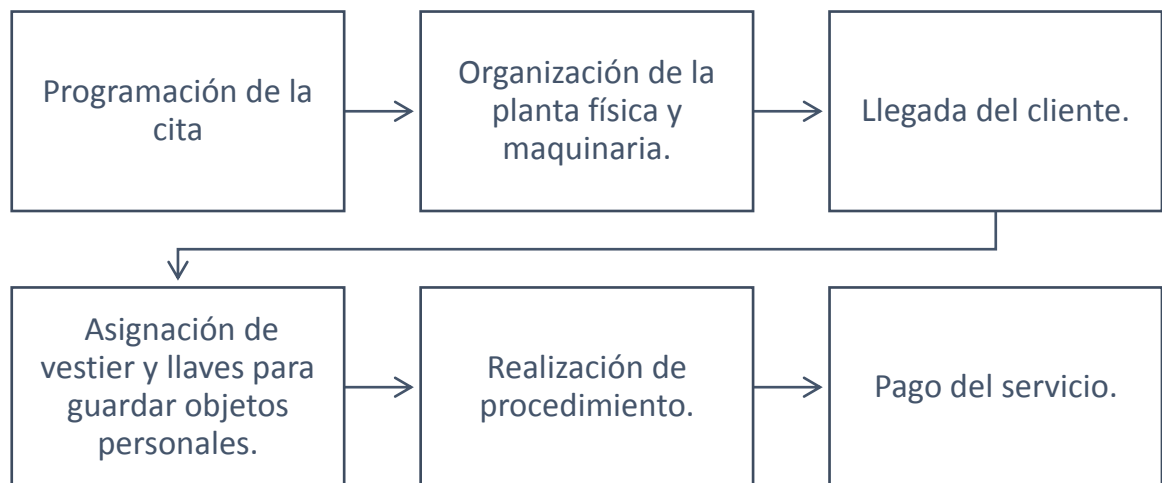 Programación de la
cita
Organización de la
planta física y
maquinaria.
Llegada del cliente.
Asignación de
vestier y llaves para
guardar objetos
personales.
Realización de
procedimiento.
Pago del servicio.